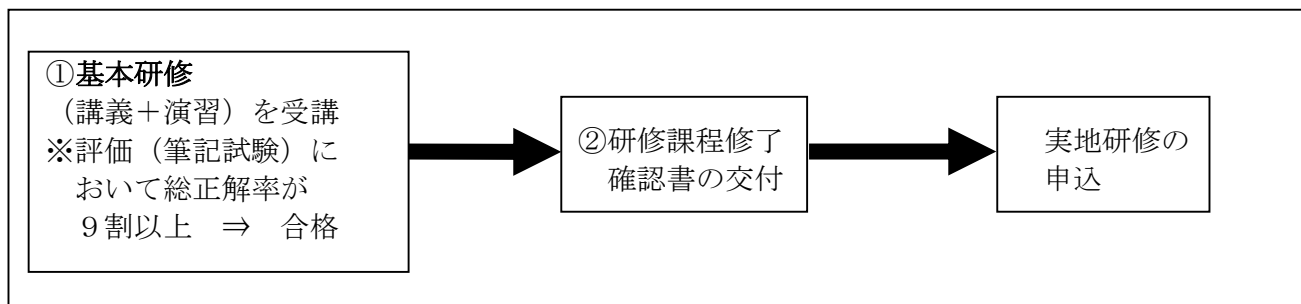 ①基本研修
（講義＋演習）を受講
※評価（筆記試験）に
おいて総正解率が
９割以上　⇒　合格
②研修課程修了
確認書の交付
実地研修の
申込